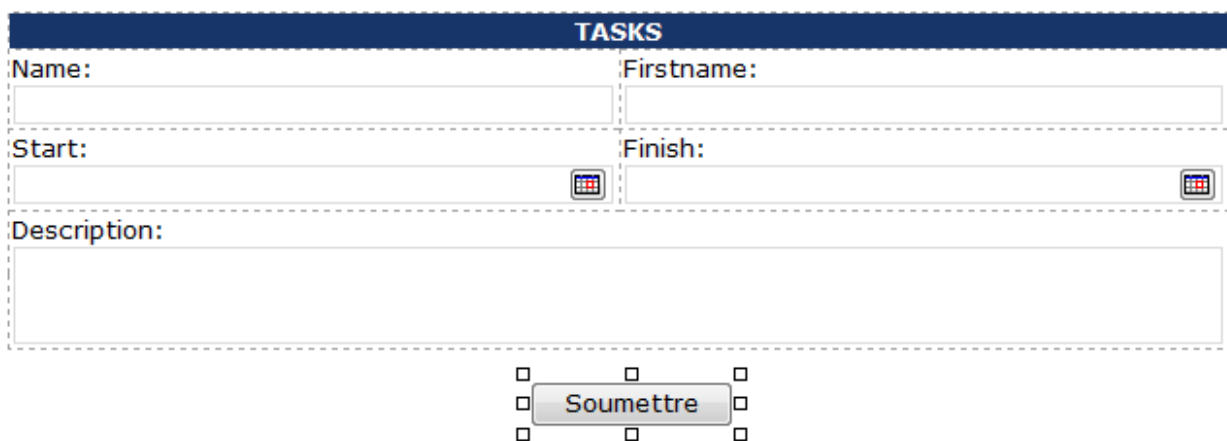 TASKS
Name: Firstname:
Start: Finish:
Description:
Soumettre